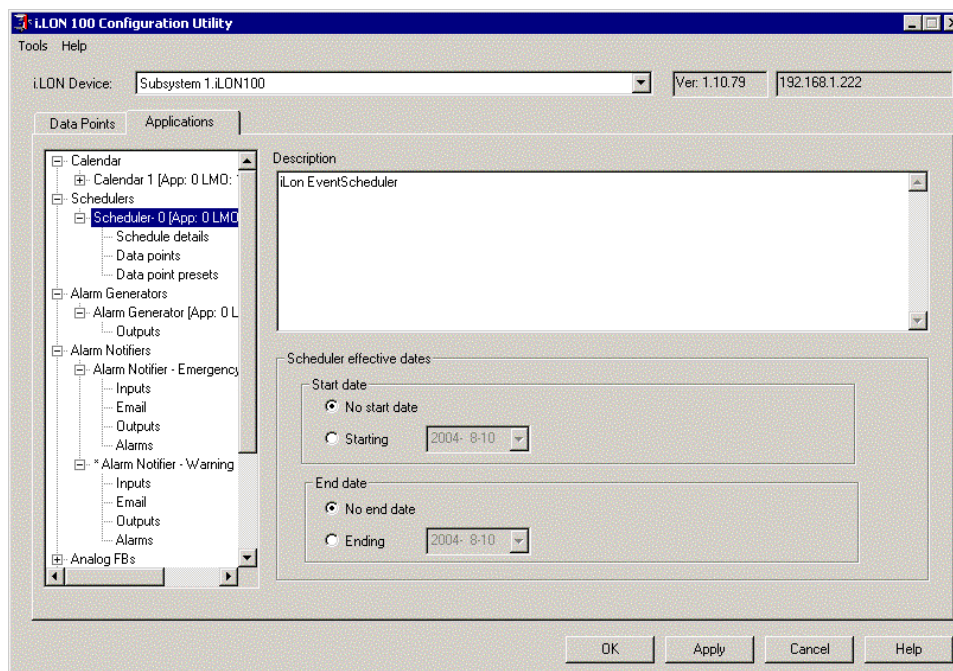 i.LON 100 Configuration Utility
Tools Help
i.LON Device: Subsystem 1.iLON100 Ver: 1.10.79 192.168.1.222
Data Points Applications
Calendar
Calendar 1 [App: 0 LMO:
Schedulers
Scheduler- 0 [App: 0 LMO
Schedule details
Data points
Data point presets
Alarm Generators
Alarm Generator [App: 0 L
Outputs
Alarm Notifiers
Alarm Notifier - Emergency
Inputs
Email
Outputs
Alarms
* Alarm Notifier - Warning
Inputs
Email
Outputs
Alarms
Analog FBs
Description
iLon EventScheduler
Scheduler effective dates
Start date
No start date
Starting 2004- 8-10
End date
No end date
Ending 2004- 8-10
OK Apply Cancel Help